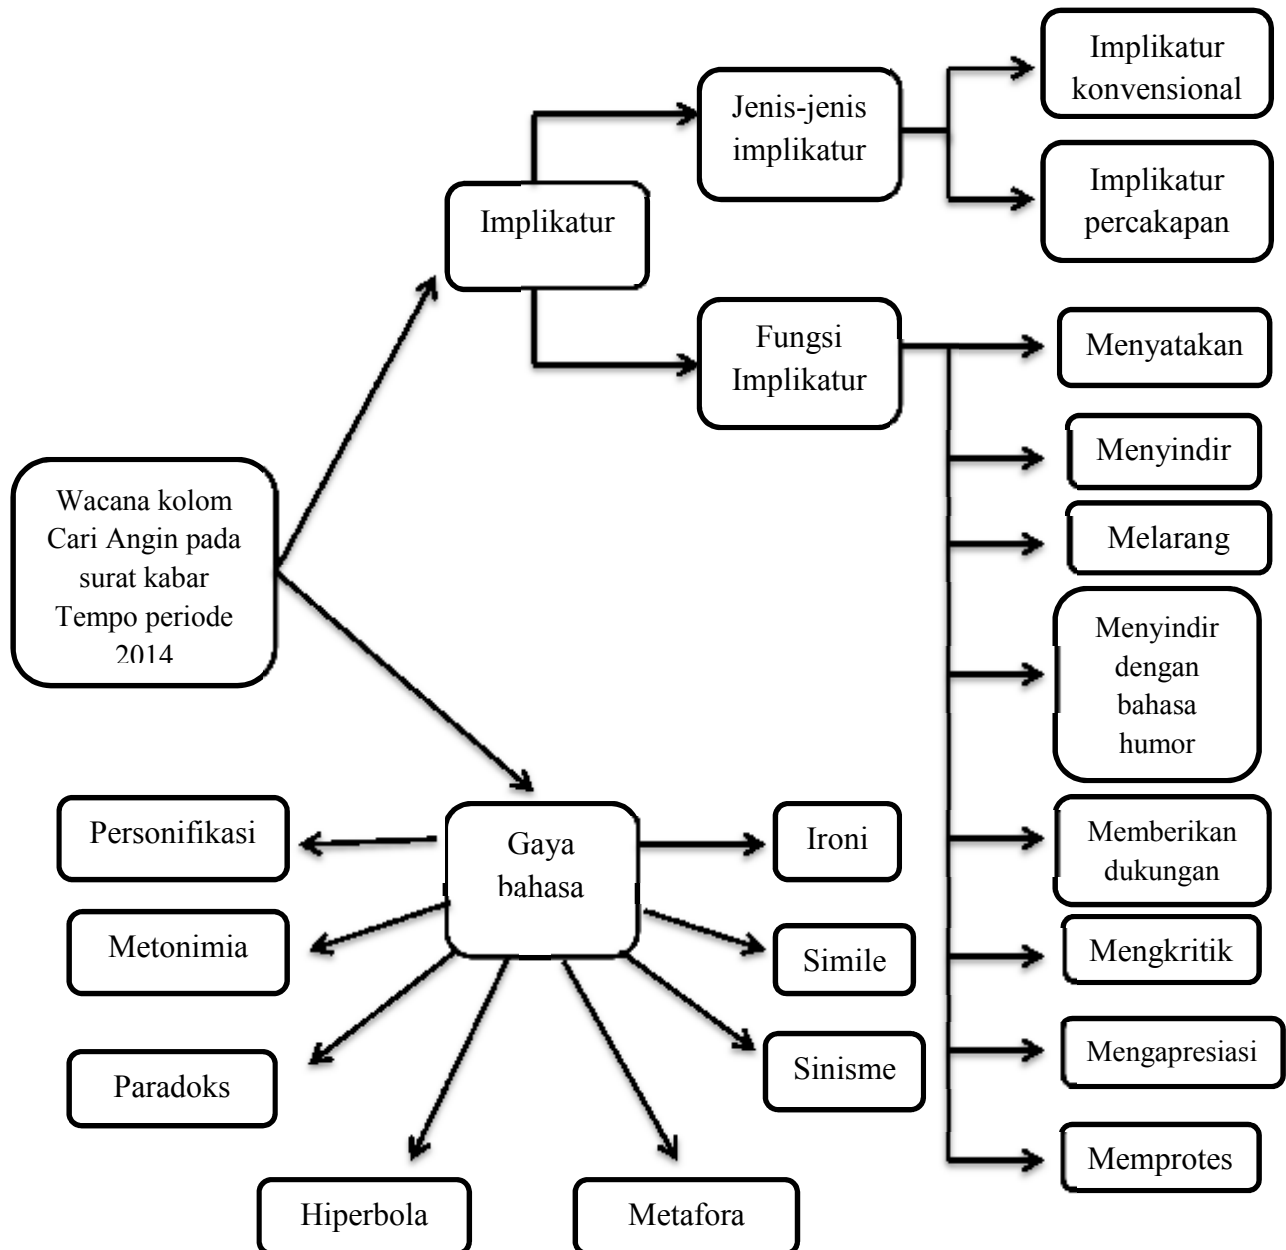 Implikatur
konvensional
Jenis-jenis
implikatur
Implikatur
percakapan
Implikatur
Fungsi
Implikatur
Menyatakan
Menyindir
Melarang
Wacana kolom
Cari Angin pada
surat kabar
Tempo periode
2014
Menyindir
dengan
bahasa
humor
Personifikasi
Gaya
bahasa
Ironi
Memberikan
dukungan
Metonimia
Simile
Mengkritik
Paradoks
Sinisme
Mengapresiasi
Memprotes
Hiperbola
Metafora